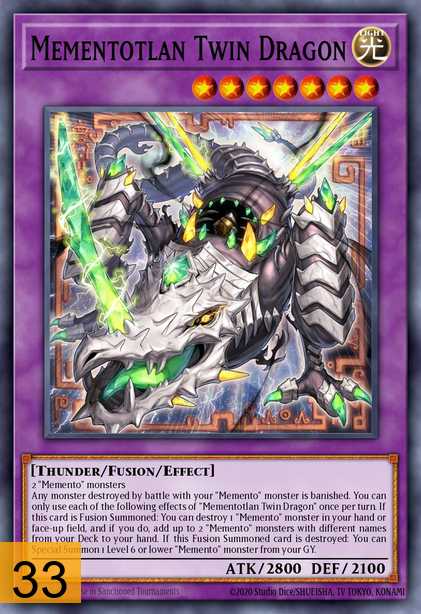 Mementotlan Twin Dragon
LIGHT
光
[Thunder/Fusion/Effect]
2 "Memento" monsters
Any monster destroyed by battle with your "Memento" monster is banished. You can
only use each of the following effects of "Mementotlan Twin Dragon" once per turn. If
this card is Fusion Summoned: You can destroy 1 "Memento" monster in your hand or
face-up field, and if you do, add up to 2 "Memento" monsters with different names
from your Deck to your hand. If this Fusion Summoned card is destroyed: You can
Special Summon 1 Level 6 or lower "Memento" monster from your GY.
ATK/2800 DEF/2100
33
use in Sanctioned Tournaments
©2020 Studio Dice/SHUEISHA, TV TOKYO, KONAMI